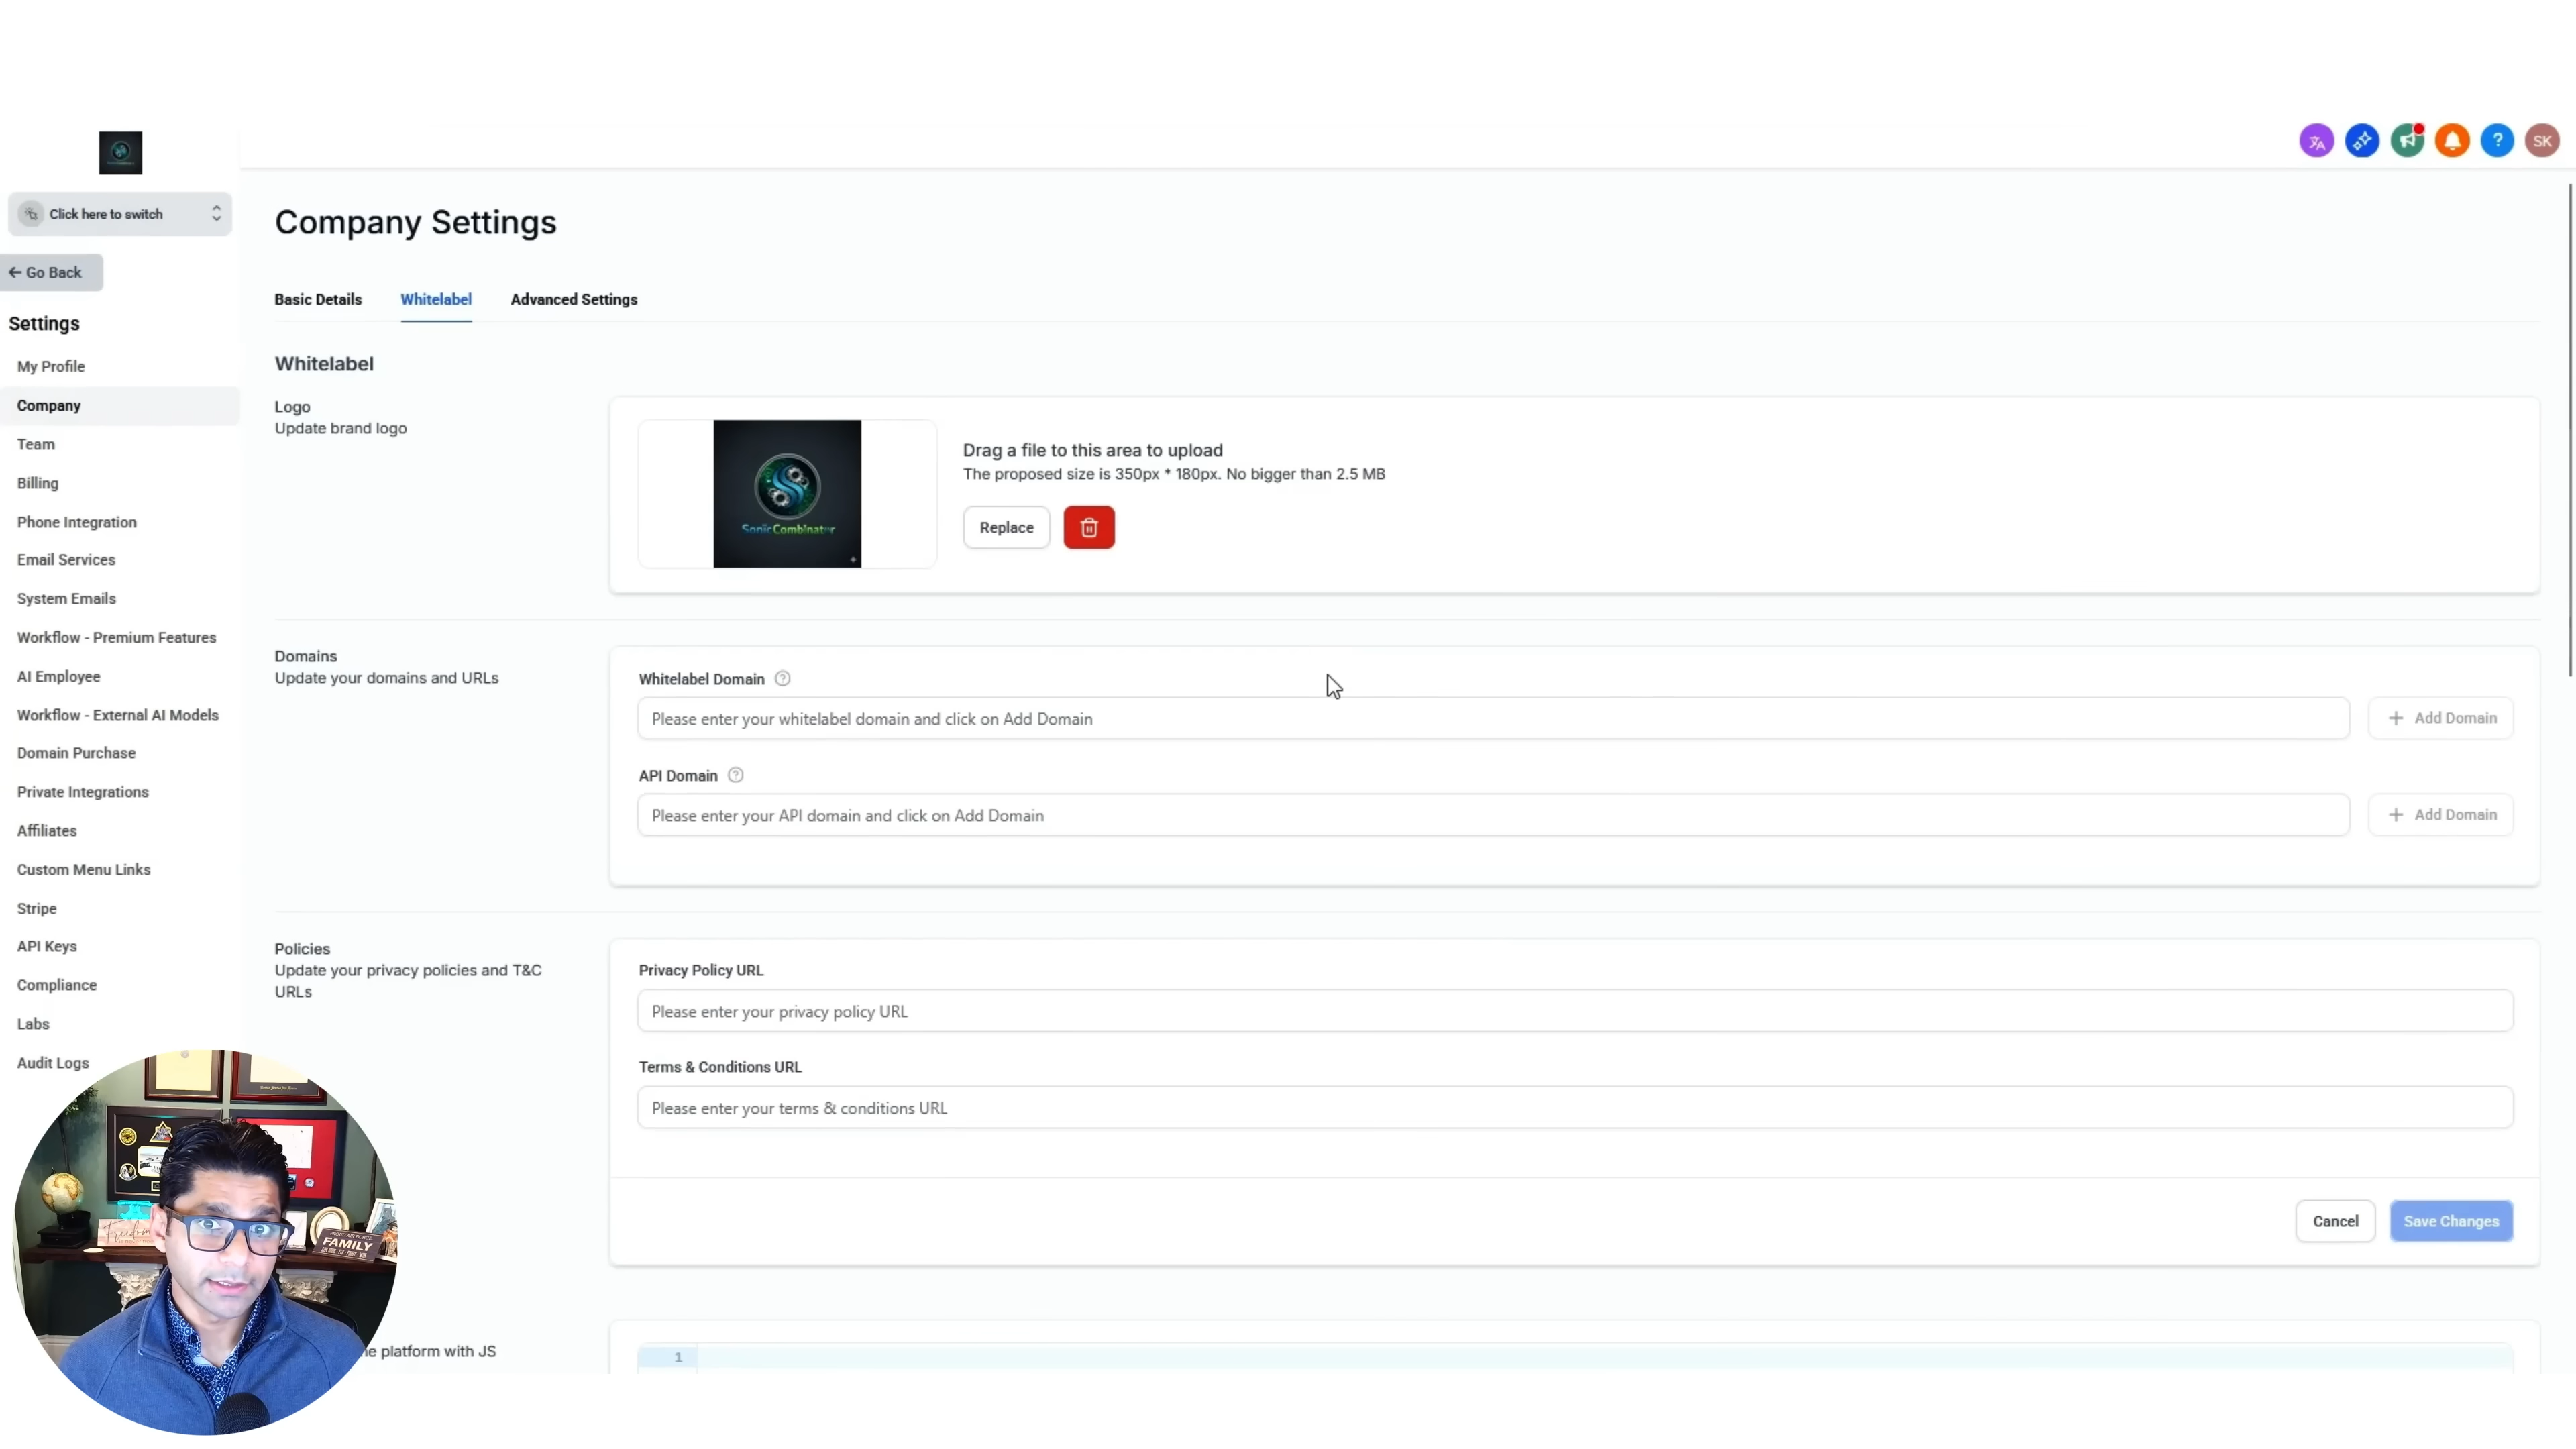 SK
Click here to switch
Go Back
Settings
My Profile
Company
Team
Billing
Phone Integration
Email Services
System Emails
Workflow - Premium Features
AI Employee
Workflow - External AI Models
Domain Purchase
Private Integrations
Affiliates
Custom Menu Links
Stripe
API Keys
Compliance
Labs
Audit Logs
Company Settings
Basic Details
Whitelabel
Advanced Settings
Whitelabel
Logo
Update brand logo
SonicCombinator
Drag a file to this area to upload
The proposed size is 350px * 180px. No bigger than 2.5 MB
Replace
Domains
Update your domains and URLs
Whitelabel Domain ?
Please enter your whitelabel domain and click on Add Domain
+ Add Domain
API Domain ?
Please enter your API domain and click on Add Domain
+ Add Domain
Policies
Update your privacy policies and T&C
URLs
Privacy Policy URL
Please enter your privacy policy URL
Terms & Conditions URL
Please enter your terms & conditions URL
Cancel
Save Changes
platform with JS
1
Freedom
FAMILY